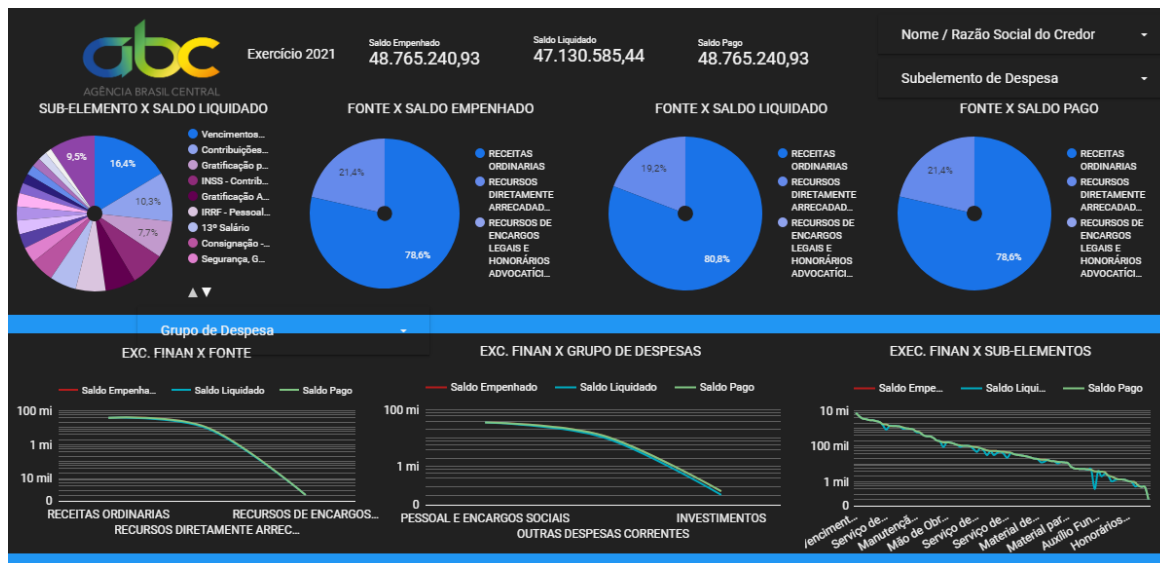 abc
AGÊNCIA BRASIL CENTRAL
Exercício 2021
Saldo Empenhado
48.765.240,93
Saldo Liquidado
47.130.585,44
Saldo Pago
48.765.240,93
Nome / Razão Social do Credor
Subelemento de Despesa
SUB-ELEMENTO X SALDO LIQUIDADO
9,5%
16,4%
10,3%
7,7%
Vencimentos...
Contribuições...
Gratificação p...
INSS - Contrib...
Gratificação A...
IRRF - Pessoal...
13º Salário
Consignação -...
Segurança, G...
FONTE X SALDO EMPENHADO
21,4%
78,6%
RECEITAS
ORDINARIAS
RECURSOS
DIRETAMENTE
ARRECADAD...
RECURSOS DE
ENCARGOS
LEGAIS E
HONORÁRIOS
ADVOCATÍCI...
FONTE X SALDO LIQUIDADO
19,2%
80,8%
RECEITAS
ORDINARIAS
RECURSOS
DIRETAMENTE
ARRECADAD...
RECURSOS DE
ENCARGOS
LEGAIS E
HONORÁRIOS
ADVOCATÍCI...
FONTE X SALDO PAGO
21,4%
78,6%
RECEITAS
ORDINARIAS
RECURSOS
DIRETAMENTE
ARRECADAD...
RECURSOS DE
ENCARGOS
LEGAIS E
HONORÁRIOS
ADVOCATÍCI...
Grupo de Despesa
EXC. FINAN X FONTE
Saldo Empenha...
Saldo Liquidado
Saldo Pago
100 mi
1 mi
10 mil
0
RECEITAS ORDINARIAS
RECURSOS DIRETAMENTE ARREC...
RECURSOS DE ENCARGOS...
EXC. FINAN X GRUPO DE DESPESAS
Saldo Empenhado
Saldo Liquidado
Saldo Pago
100 mi
1 mi
0
PESSOAL E ENCARGOS SOCIAIS
OUTRAS DESPESAS CORRENTES
INVESTIMENTOS
EXEC. FINAN X SUB-ELEMENTOS
Saldo Empe...
Saldo Liqui...
Saldo Pago
10 mi
100 mil
1 mil
0
enciment...
Serviço de...
Manutençã...
Mão de Obr...
Serviço de...
Serviço de...
Material de...
Material par...
Auxílio Fun...
Honorários...